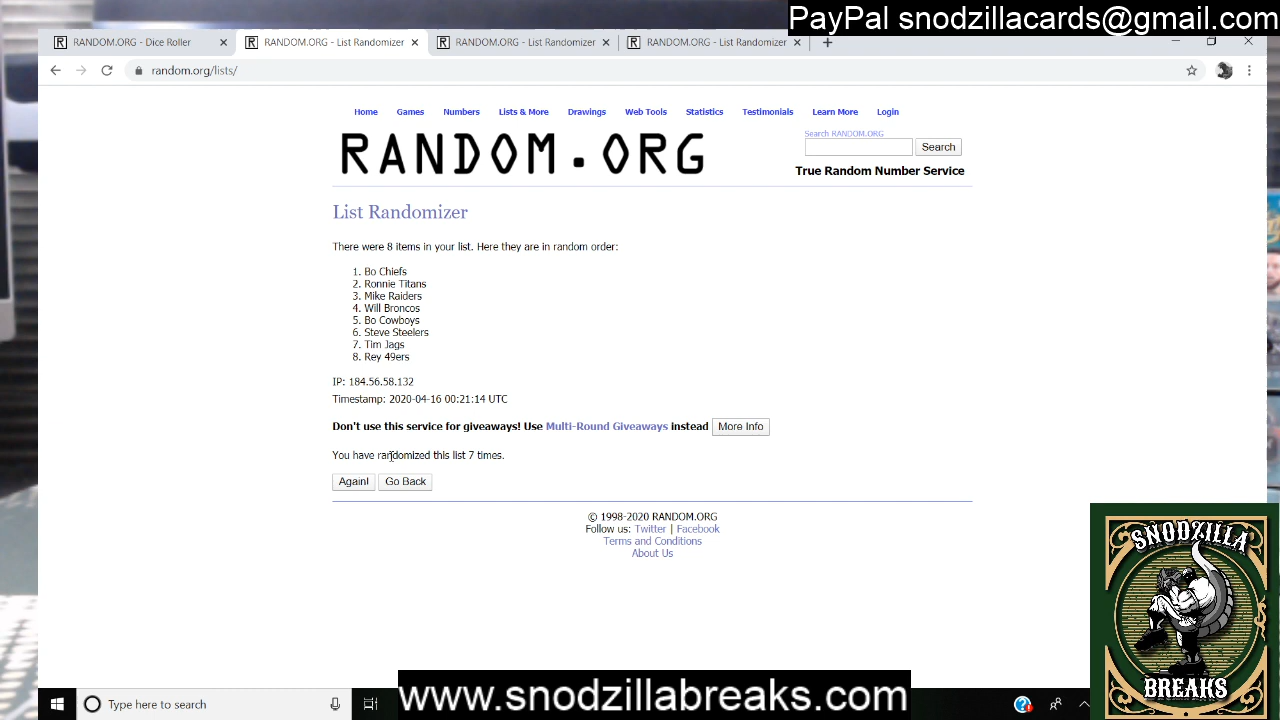 PayPal snodzillacards@gmail.com
RANDOM.ORG - Dice Roller
RANDOM.ORG - List Randomizer
RANDOM.ORG - List Randomizer
RANDOM.ORG - List Randomizer
random.org/lists/
Home Games Numbers Lists & More Drawings Web Tools Statistics Testimonials Learn More Login
RANDOM.ORG
Search RANDOM.ORG
Search
True Random Number Service
List Randomizer
There were 8 items in your list. Here they are in random order:
1. Bo Chiefs
2. Ronnie Titans
3. Mike Raiders
4. Will Broncos
5. Bo Cowboys
6. Steve Steelers
7. Tim Jags
8. Rey 49ers
IP: 184.56.58.132
Timestamp: 2020-04-16 00:21:14 UTC
Don't use this service for giveaways! Use Multi-Round Giveaways instead More Info
You have randomized this list 7 times.
Again! Go Back
© 1998-2020 RANDOM.ORG
Follow us: Twitter | Facebook
Terms and Conditions
About Us
SNODZILLA
BREAKS
Type here to search
www.snodzillabreaks.com